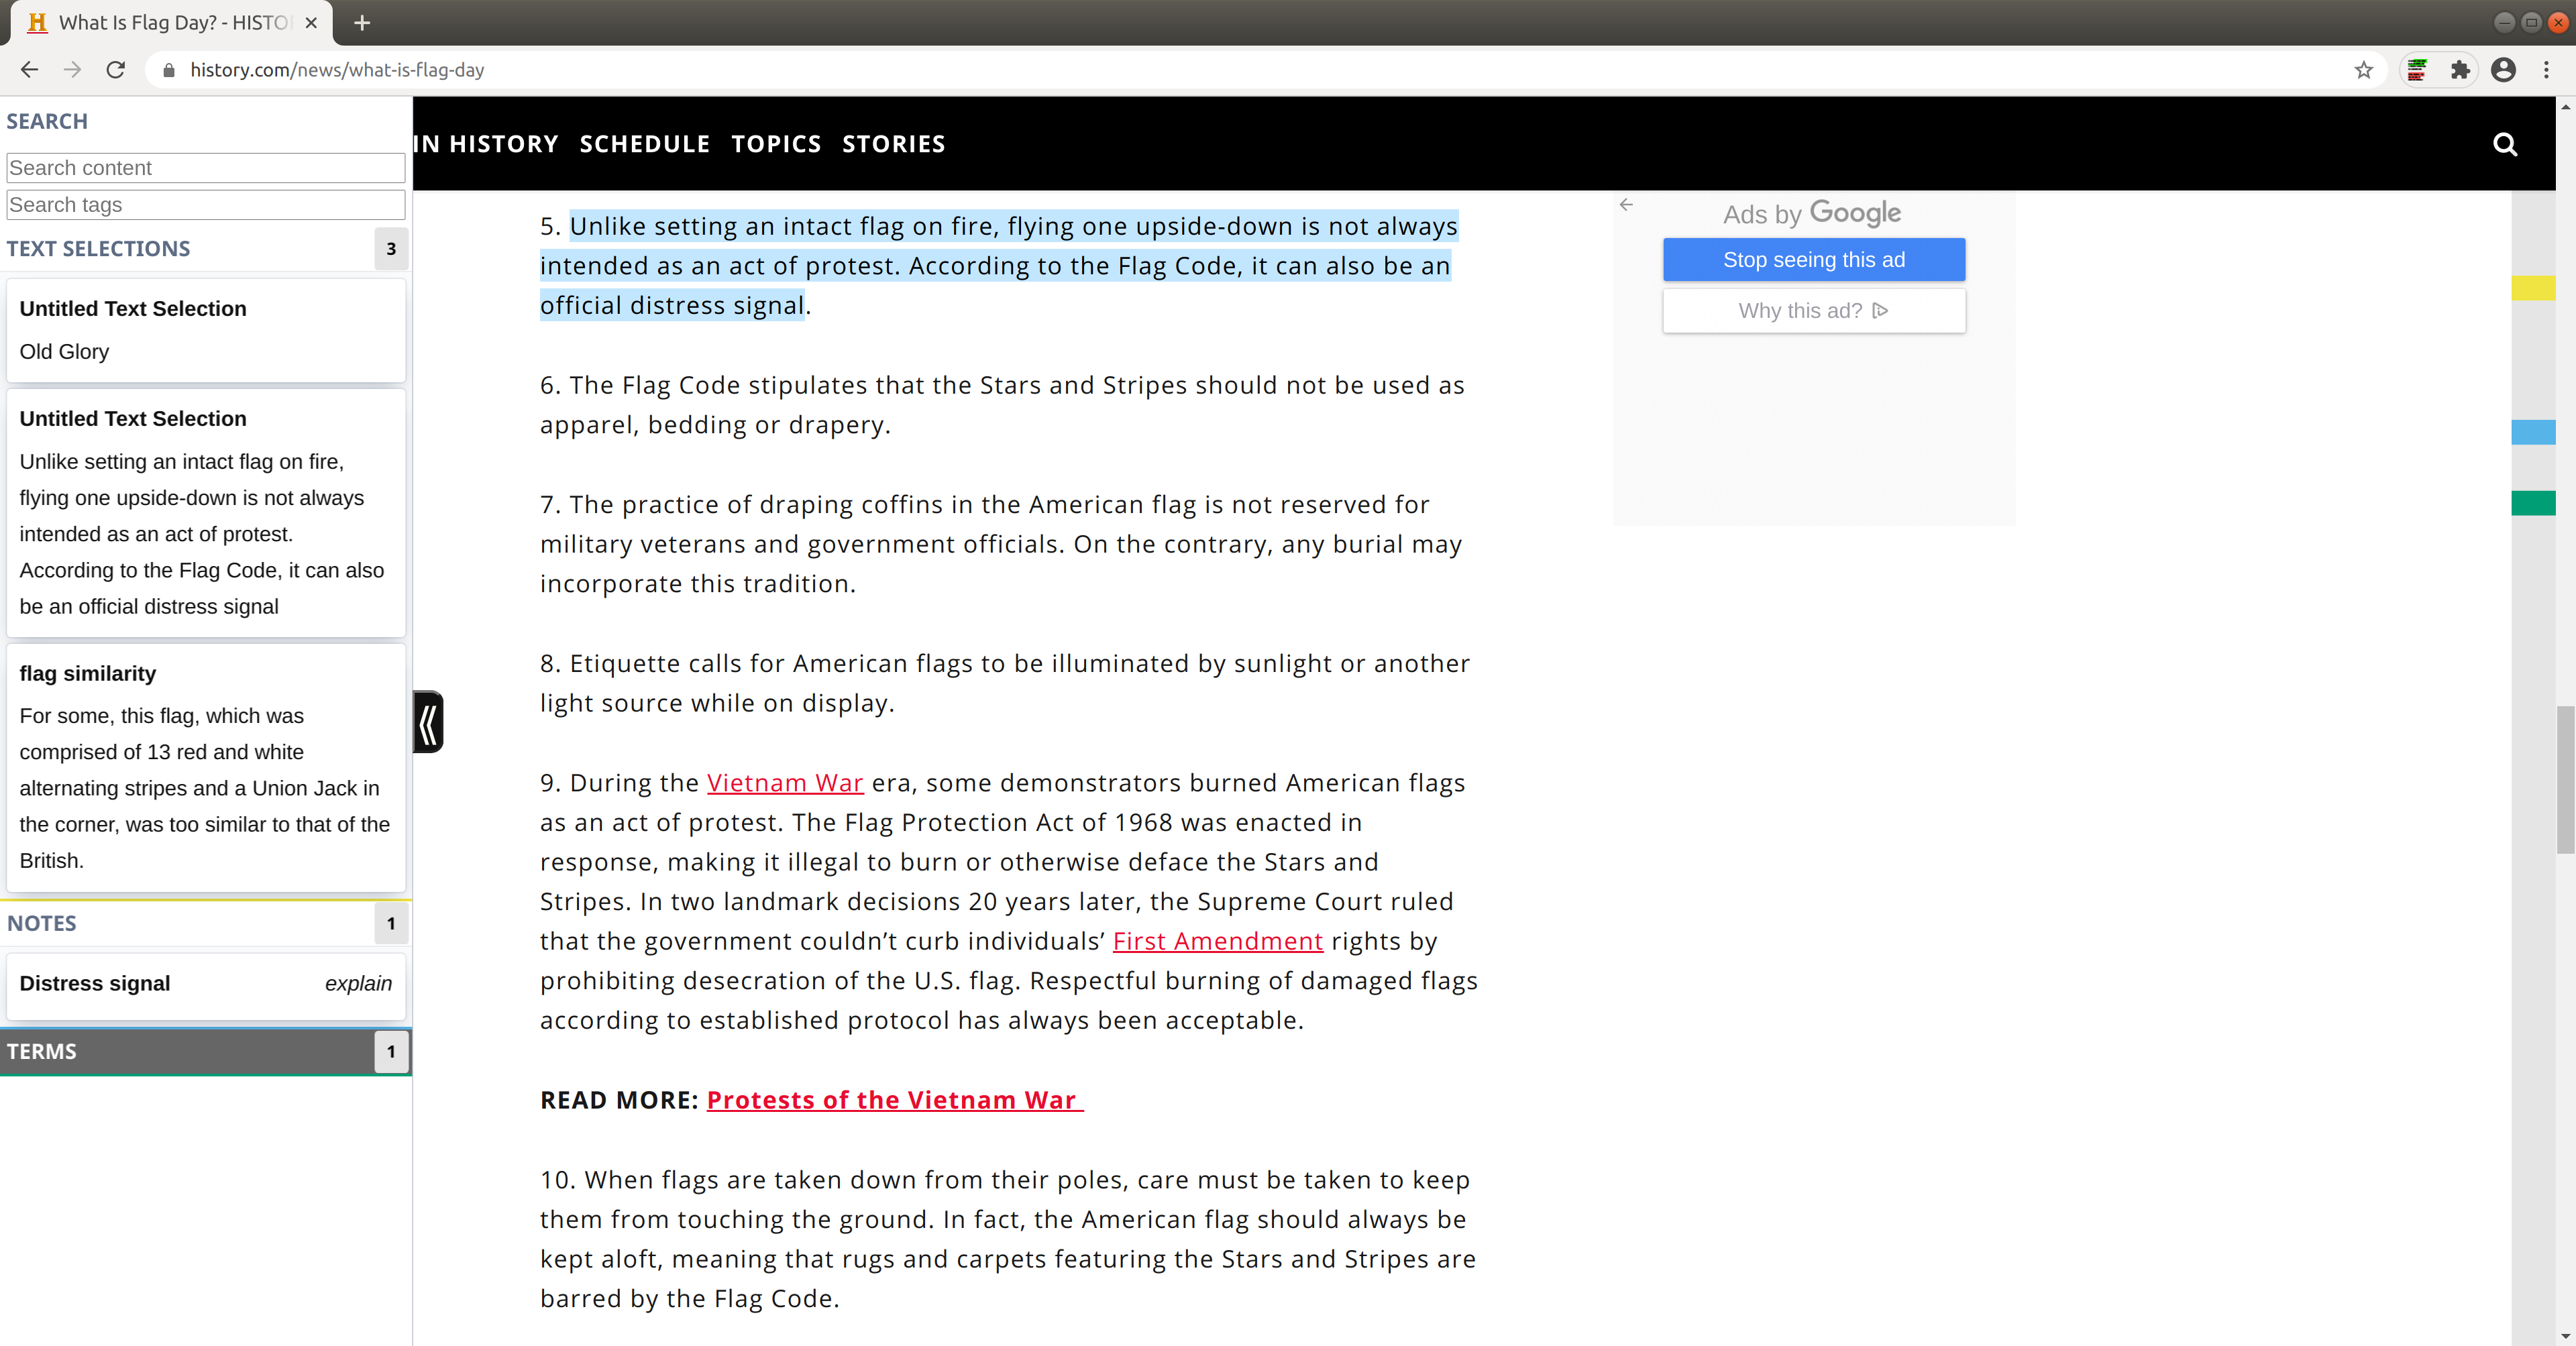 What Is Flag Day? - HISTO
history.com/news/what-is-flag-day
SEARCH
Search content
Search tags
TEXT SELECTIONS 3
Untitled Text Selection
Old Glory
Untitled Text Selection
Unlike setting an intact flag on fire,
flying one upside-down is not always
intended as an act of protest.
According to the Flag Code, it can also
be an official distress signal
flag similarity
For some, this flag, which was
comprised of 13 red and white
alternating stripes and a Union Jack in
the corner, was too similar to that of the
British.
NOTES 1
Distress signal explain
TERMS 1
IN HISTORY SCHEDULE TOPICS STORIES
5. Unlike setting an intact flag on fire, flying one upside-down is not always
intended as an act of protest. According to the Flag Code, it can also be an
official distress signal.
6. The Flag Code stipulates that the Stars and Stripes should not be used as
apparel, bedding or drapery.
7. The practice of draping coffins in the American flag is not reserved for
military veterans and government officials. On the contrary, any burial may
incorporate this tradition.
8. Etiquette calls for American flags to be illuminated by sunlight or another
light source while on display.
9. During the Vietnam War era, some demonstrators burned American flags
as an act of protest. The Flag Protection Act of 1968 was enacted in
response, making it illegal to burn or otherwise deface the Stars and
Stripes. In two landmark decisions 20 years later, the Supreme Court ruled
that the government couldn’t curb individuals’ First Amendment rights by
prohibiting desecration of the U.S. flag. Respectful burning of damaged flags
according to established protocol has always been acceptable.
READ MORE: Protests of the Vietnam War
10. When flags are taken down from their poles, care must be taken to keep
them from touching the ground. In fact, the American flag should always be
kept aloft, meaning that rugs and carpets featuring the Stars and Stripes are
barred by the Flag Code.
Ads by Google
Stop seeing this ad
Why this ad?